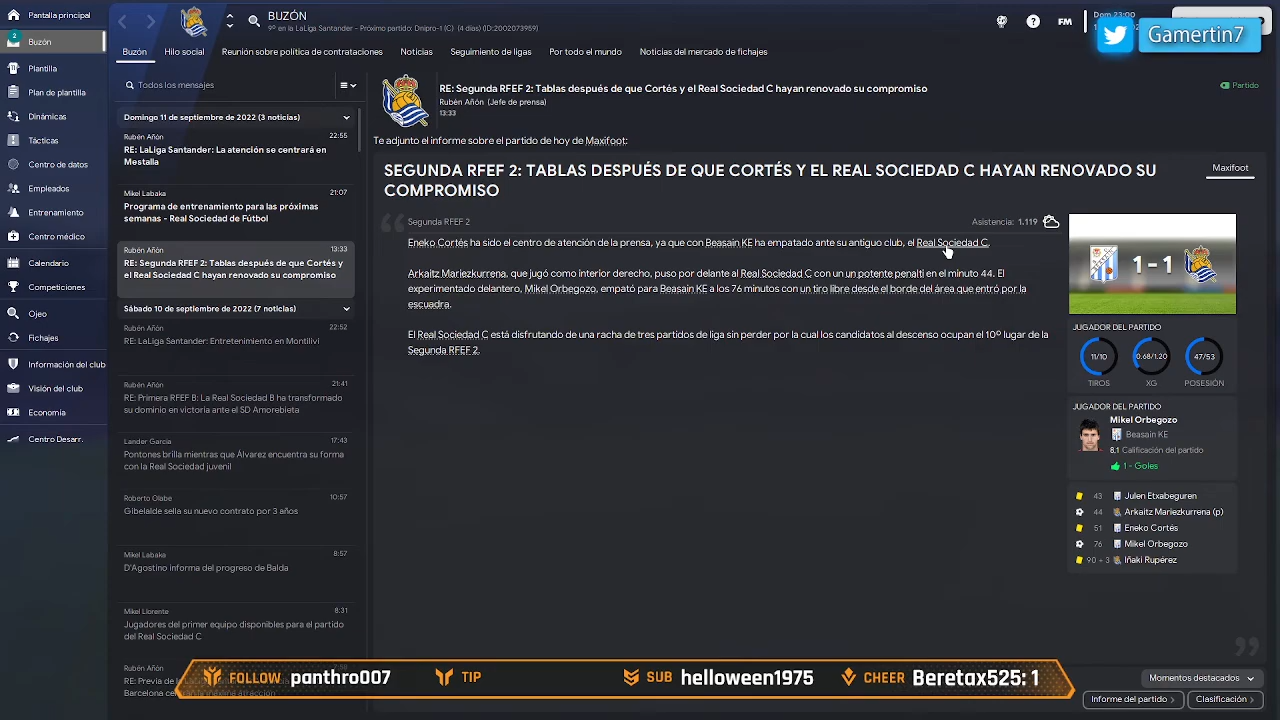 Principal
2
Buzón
Plantilla
Plan de plantilla
Dinámicas
Tácticas
Centro de datos
Empleados
Entrenamiento
Centro médico
Calendario
Competiciones
Ojeo
Fichajes
Información del club
Visión del club
Economía
Centro Desarr.
BUZÓN
9º en la LaLiga Santander - Próximo partido: Dnipro-1 (C) (4 días) (ID:2002073959)
FM
Dom 23:00
Gamertin7
Buzón
Hilo social
Reunión sobre política de contrataciones
Noticias
Seguimiento de ligas
Por todo el mundo
Noticias del mercado de fichajes
Todos los mensajes
Domingo 11 de septiembre de 2022 (3 noticias)
Rubén Añón 22:55
RE: LaLiga Santander: La atención se centrará en
Mestalla
Mikel Labaka 21:07
Programa de entrenamiento para las próximas
semanas - Real Sociedad de Fútbol
Rubén Añón 13:33
RE: Segunda RFEF 2: Tablas después de que Cortés y
el Real Sociedad C hayan renovado su compromiso
Sábado 10 de septiembre de 2022 (7 noticias)
Rubén Añón 22:52
RE: LaLiga Santander: Entretenimiento en Montilivi
Rubén Añón 21:41
RE: Primera RFEF B: La Real Sociedad B ha transformado
su dominio en victoria ante el SD Amorebieta
Lander García 17:43
Pontones brilla mientras que Álvarez encuentra su forma
con la Real Sociedad juvenil
Roberto Olabe 10:57
Gibelalde sella su nuevo contrato por 3 años
Mikel Labaka 8:57
D'Agostino informa del progreso de Balda
Mikel Llorente 8:31
Jugadores del primer equipo disponibles para el partido
del Real Sociedad C
Rubén Añón 7:58
RE: Previa de
Barcelona
RE: Segunda RFEF 2: Tablas después de que Cortés y el Real Sociedad C hayan renovado su compromiso
Rubén Añón (Jefe de prensa)
13:33
Partido
Te adjunto el informe sobre el partido de hoy de Maxifoot:
SEGUNDA RFEF 2: TABLAS DESPUÉS DE QUE CORTÉS Y EL REAL SOCIEDAD C HAYAN RENOVADO SU
COMPROMISO
Maxifoot
Segunda RFEF 2
Asistencia: 1.119
Eneko Cortés ha sido el centro de atención de la prensa, ya que con Beasain KE ha empatado ante su antiguo club, el Real Sociedad C.
Arkaitz Mariezkurrena, que jugó como interior derecho, puso por delante al Real Sociedad C con un un potente penalti en el minuto 44. El
experimentado delantero, Mikel Orbegozo, empató para Beasain KE a los 76 minutos con un tiro libre desde el borde del área que entró por la
escuadra.
El Real Sociedad C está disfrutando de una racha de tres partidos de liga sin perder por la cual los candidatos al descenso ocupan el 10º lugar de la
Segunda RFEF 2.
1 - 1
JUGADOR DEL PARTIDO
11/10
0.68/1.20
47/53
TIROS
XG
POSESIÓN
JUGADOR DEL PARTIDO
Mikel Orbegozo
Beasain KE
8.1 Calificación del partido
1 - Goles
43 Julen Etxabeguren
44 Arkaitz Mariezkurrena (p)
51 Eneko Cortés
76 Mikel Orbegozo
90 + 3 Iñaki Rupérez
Momentos destacados
Informe del partido
Clasificación
FOLLOW panthro007
TIP
SUB helloween1975
CHEER Beretax525: 1